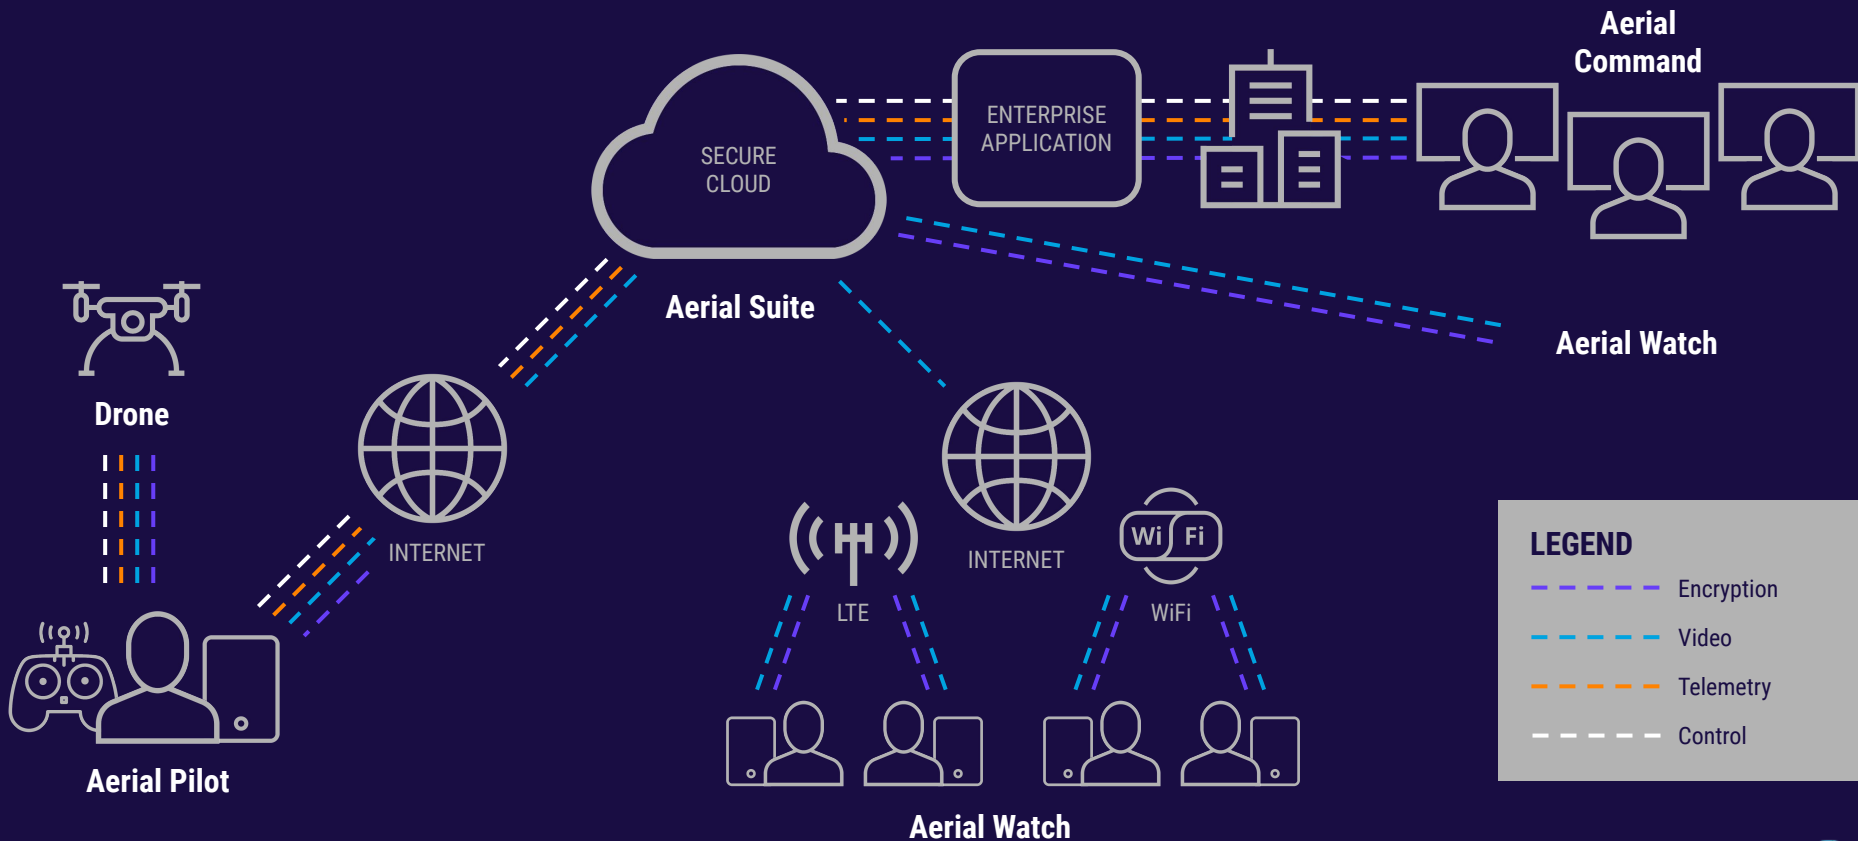 Aerial
Command
ENTERPRISE
APPLICATION
SECURE
CLOUD
Aerial Suite
Aerial Watch
Drone
INTERNET
INTERNET
Wi Fi
LTE
WiFi
Aerial Pilot
Aerial Watch
LEGEND
Encryption
Video
Telemetry
Control